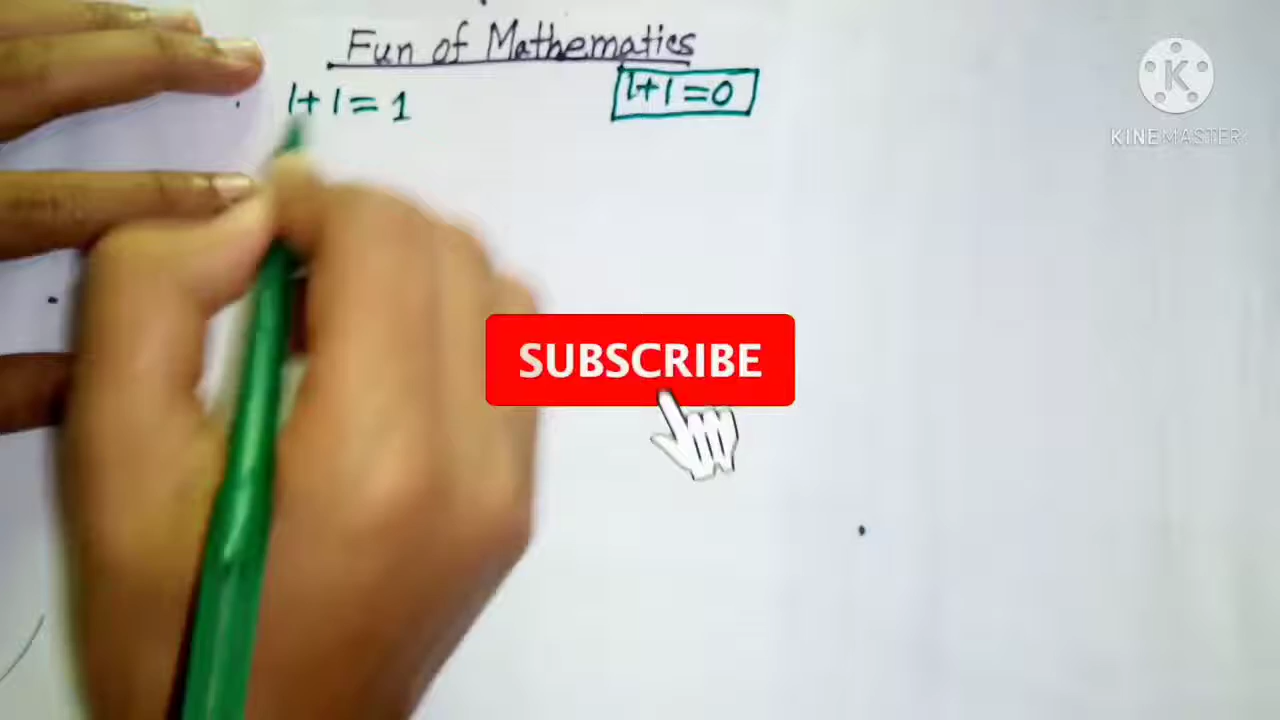 Fun of Mathematics
1+1=1
1+1=0
K
KINEMASTER
SUBSCRIBE